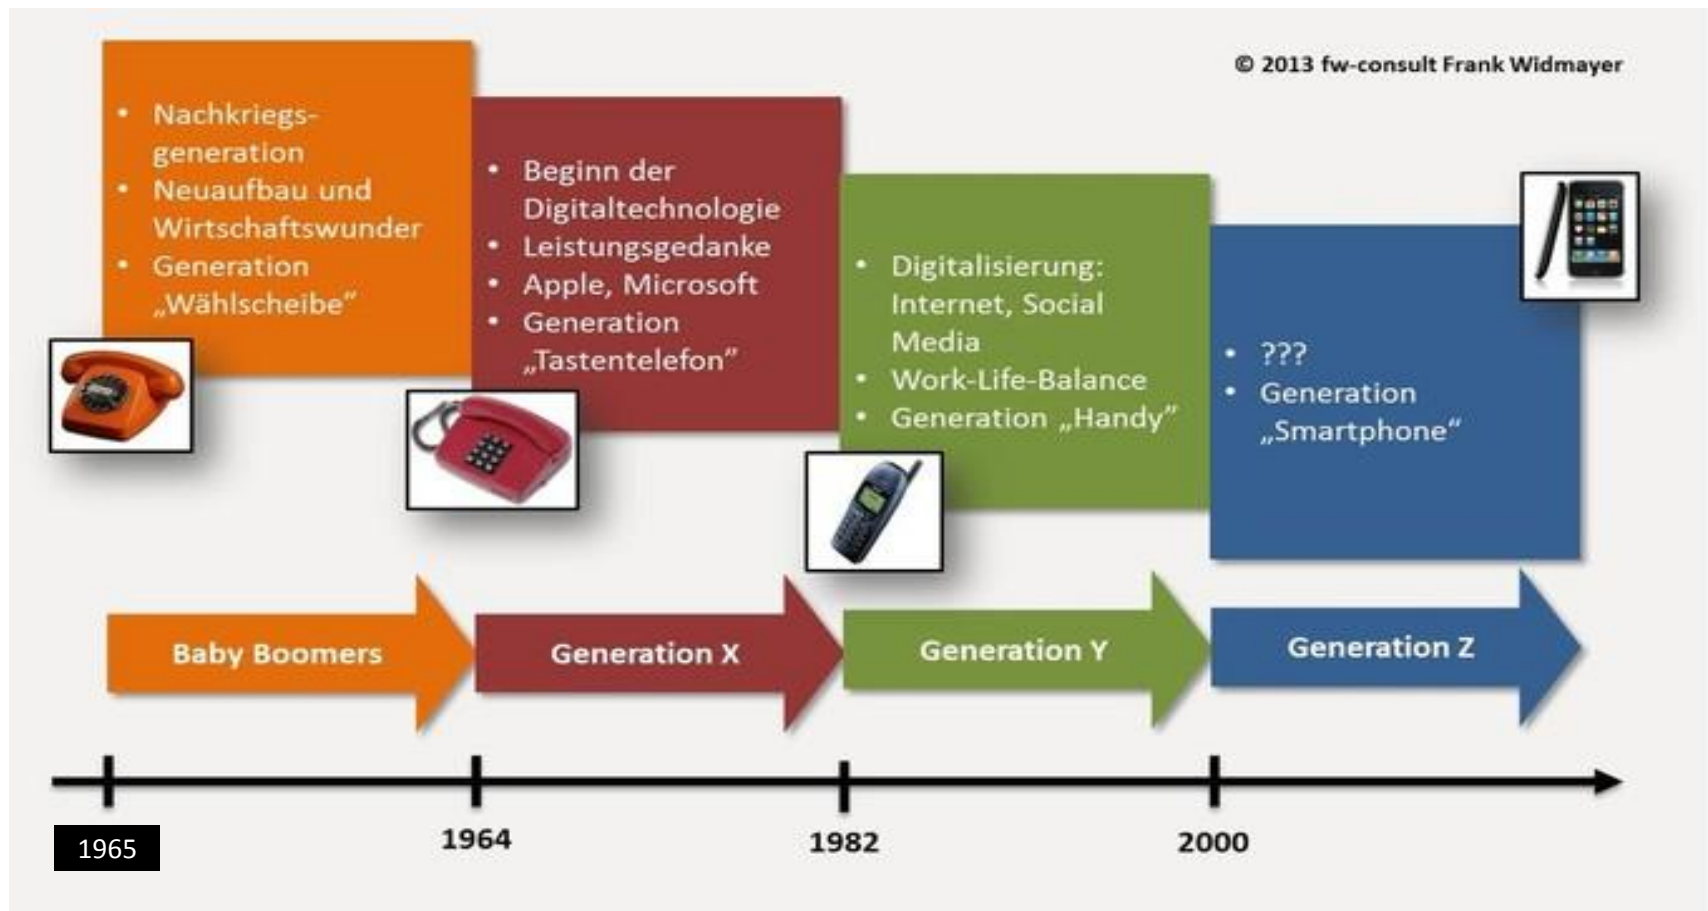 © 2013 fw-consult Frank Widmayer
• Nachkriegs-
generation
• Neuaufbau und
Wirtschaftswunder
• Generation
„Wählscheibe“
• Beginn der
Digitaltechnologie
• Leistungsgedanke
• Apple, Microsoft
• Generation
„Tastentelefon“
• Digitalisierung:
Internet, Social
Media
• Work-Life-Balance
• Generation „Handy“
• ???
• Generation
„Smartphone“
Baby Boomers
Generation X
Generation Y
Generation Z
1965
1964
1982
2000